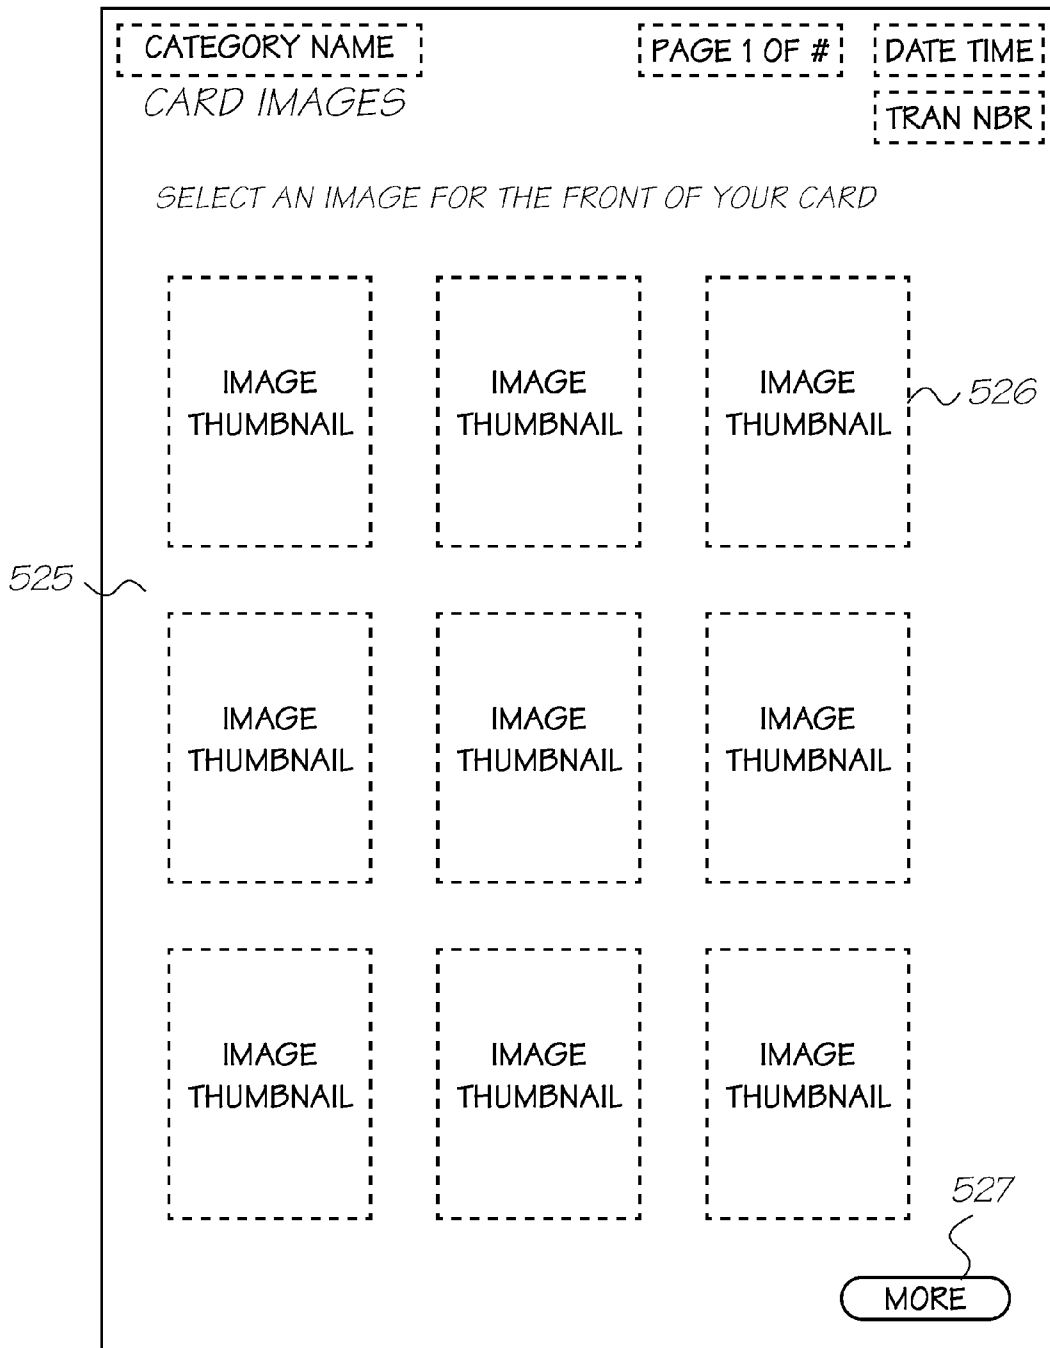 CATEGORY NAME PAGE 1 OF # DATE TIME
CARD IMAGES
TRAN NBR
SELECT AN IMAGE FOR THE FRONT OF YOUR CARD
IMAGE IMAGE IMAGE
THUMBNAIL THUMBNAIL THUMBNAIL
526
525
IMAGE IMAGE IMAGE
THUMBNAIL THUMBNAIL THUMBNAIL
IMAGE IMAGE IMAGE
THUMBNAIL THUMBNAIL THUMBNAIL
527
MORE